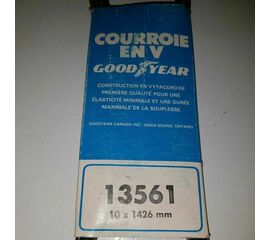 COURROIE
EN V
GOODYEAR
CONSTRUCTION EN VYTACORD DE
PREMIÈRE QUALITÉ POUR UNE
ÉLASTICITÉ MINIMALE ET UNE DURÉE
MAXIMALE DE LA SOUPLESSE.
GOODYEAR CANADA INC., OWEN SOUND, ONTARIO
13561
10 x 1426 mm